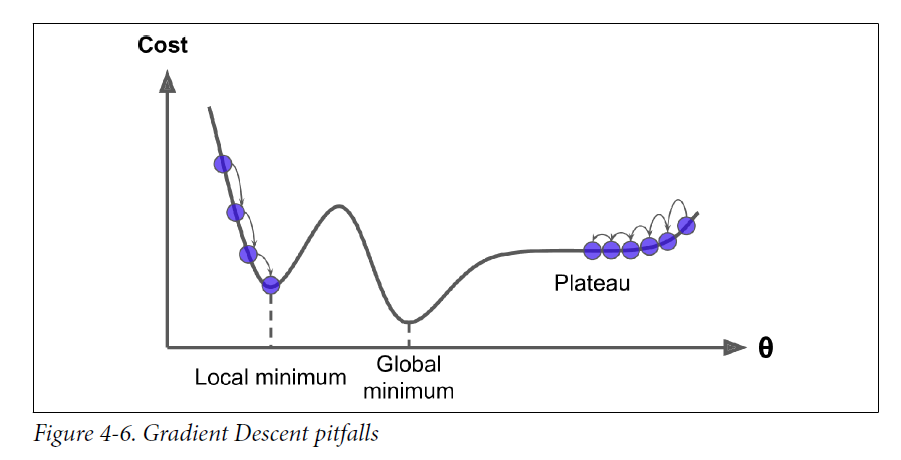 Cost
θ
Plateau
Local minimum
Global
minimum
Figure 4-6. Gradient Descent pitfalls